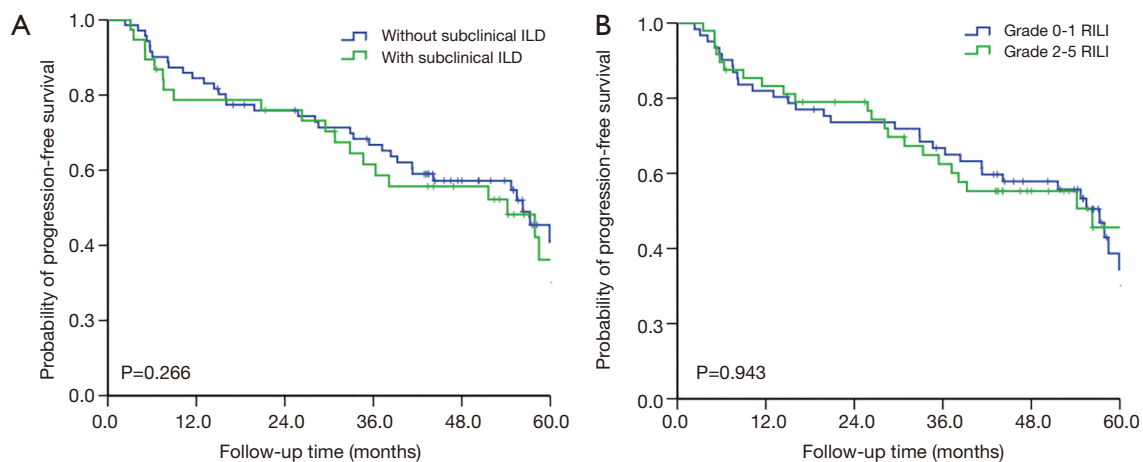 A
Probability of progression-free survival
1.0
0.8
0.6
0.4
0.3
0.0
Without subclinical ILD
With subclinical ILD
P=0.266
0.0
12.0
24.0
36.0
48.0
60.0
Follow-up time (months)
B
Probability of progression-free survival
1.0
0.8
0.6
0.4
0.3
0.0
Grade 0-1 RILI
Grade 2-5 RILI
P=0.943
0.0
12.0
24.0
36.0
48.0
60.0
Follow-up time (months)